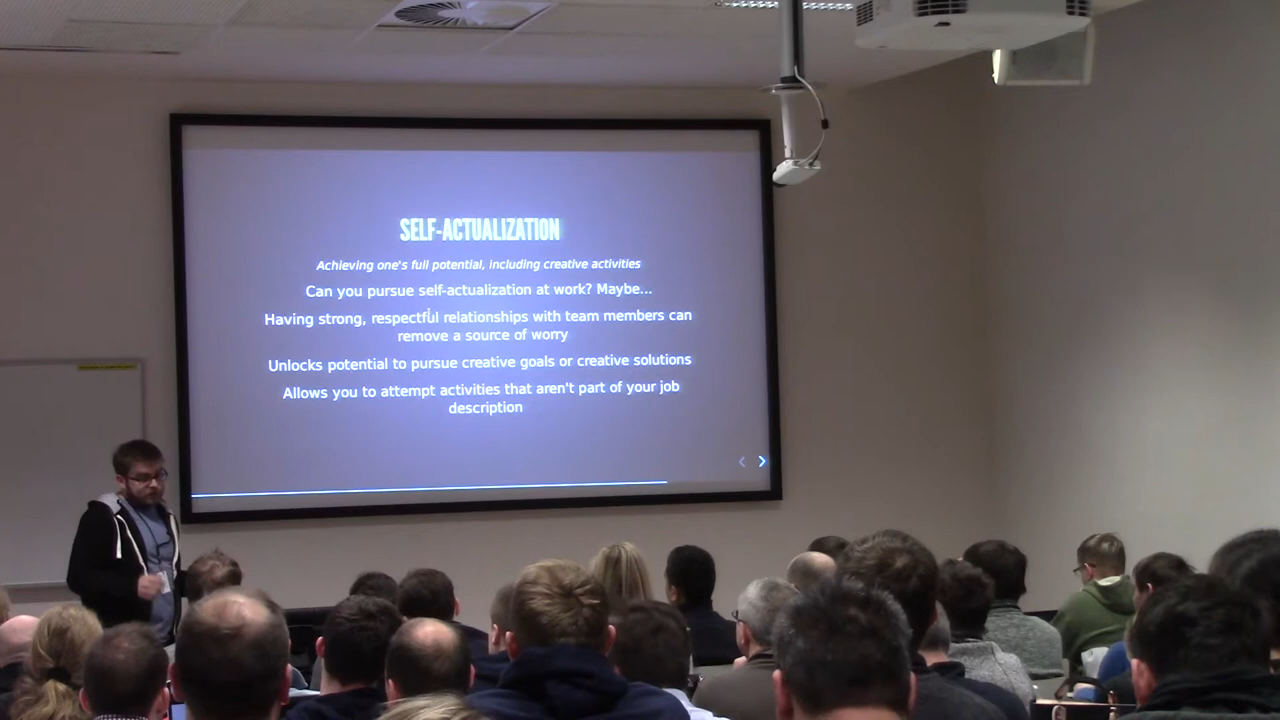 SELF-ACTUALIZATION
Achieving one's full potential, including creative activities
Can you pursue self-actualization at work? Maybe...
Having strong, respectful relationships with team members can
remove a source of worry
Unlocks potential to pursue creative goals or creative solutions
Allows you to attempt activities that aren't part of your job
description